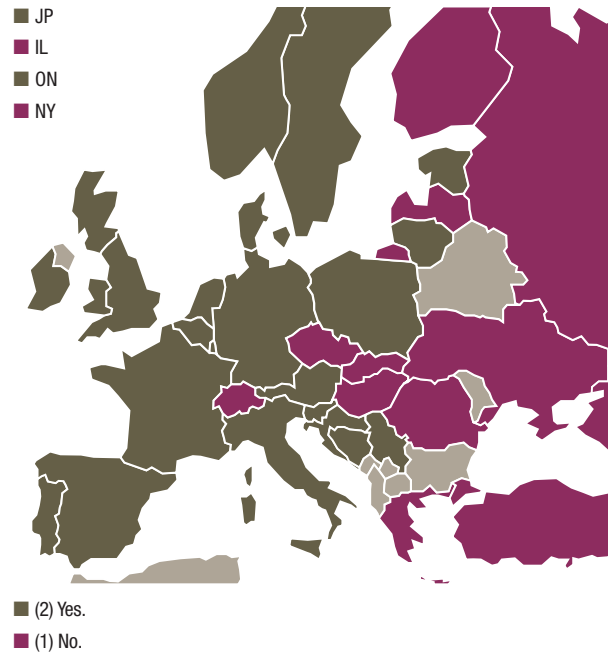 JP
IL
ON
NY
(2) Yes.
(1) No.